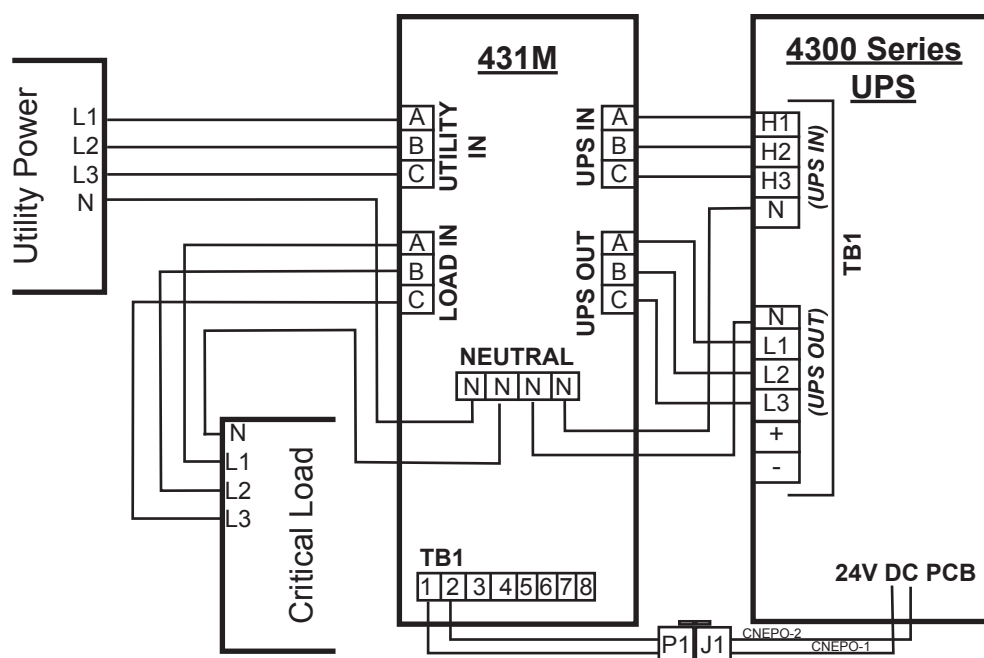 Utility Power
L1
L2
L3
N
431M
A
B
C
UTILITY
IN
A
B
C
LOAD IN
UPS IN
A
B
C
UPS OUT
A
B
C
NEUTRAL
N N N N
TB1
1 2 3 4 5 6 7 8
4300 Series
UPS
H1
H2
H3
N
(UPS IN)
TB1
N
L1
L2
L3
+
-
(UPS OUT)
24V DC PCB
Critical Load
N
L1
L2
L3
P1 J1
CNEPO-2
CNEPO-1